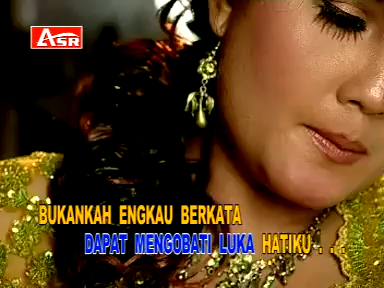 ASR
BUKANKAH ENGKAU BERKATA
DAPAT MENGOBATI LUKA HATIKU . . .